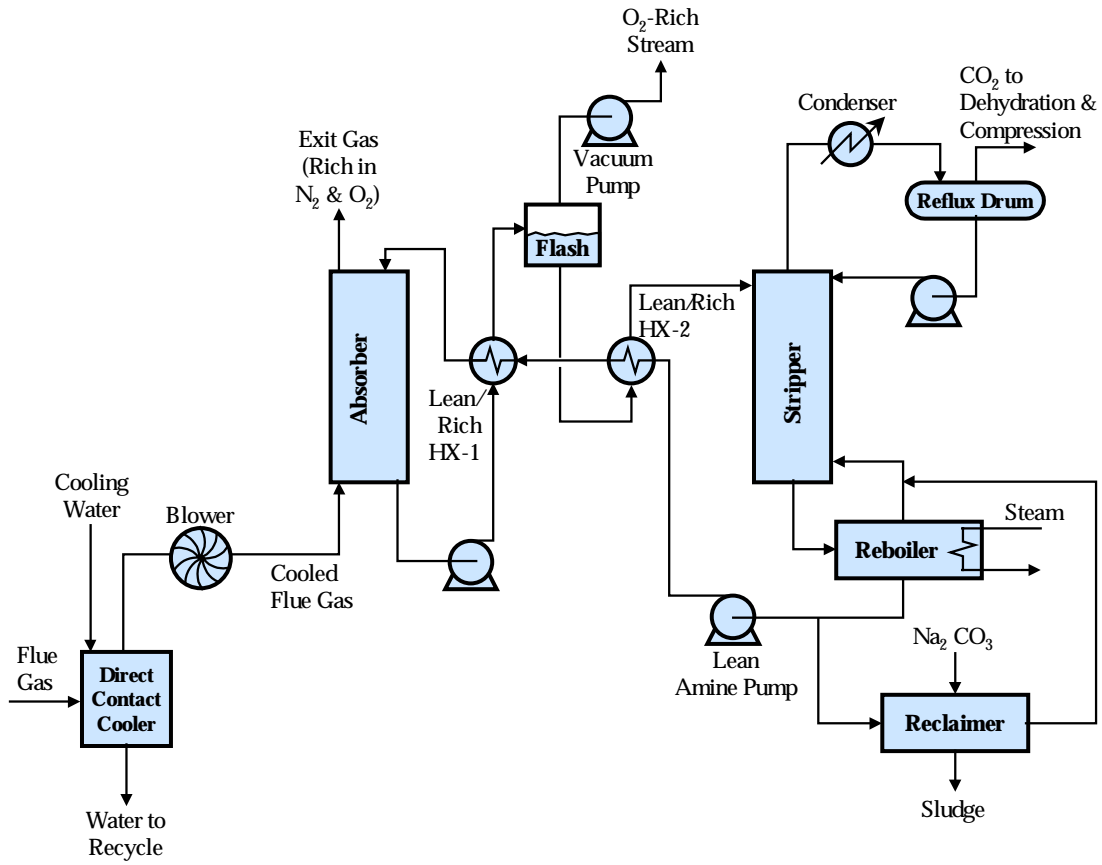 O₂-Rich
Stream
CO₂ to
Dehydration &
Compression
Condenser
Exit Gas
(Rich in
N₂ & O₂)
Vacuum
Pump
Reflux Drum
Flash
Lean/Rich
HX-2
Absorber
Stripper
Lean/
Rich
HX-1
Cooling
Water
Blower
Steam
Reboiler
Cooled
Flue Gas
Na₂ CO₃
Flue
Gas
Direct
Contact
Cooler
Lean
Amine Pump
Reclaimer
Sludge
Water to
Recycle